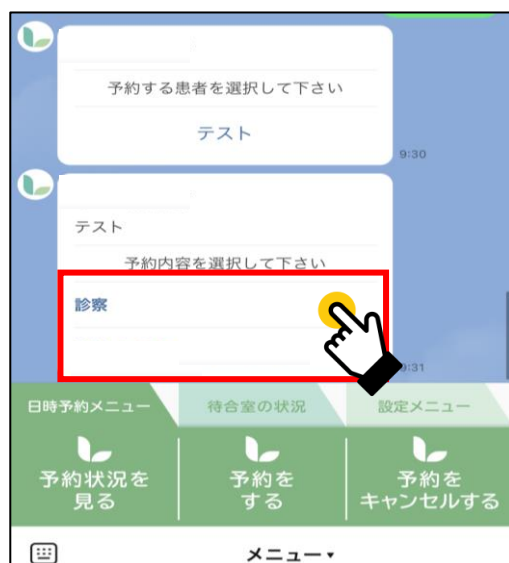 予約する患者を選択して下さい
テスト
9:30
テスト
予約内容を選択して下さい
診察
9:31
日時予約メニュー
待合室の状況
設定メニュー
予約状況を
見る
予約を
する
予約を
キャンセルする
メニュー▾